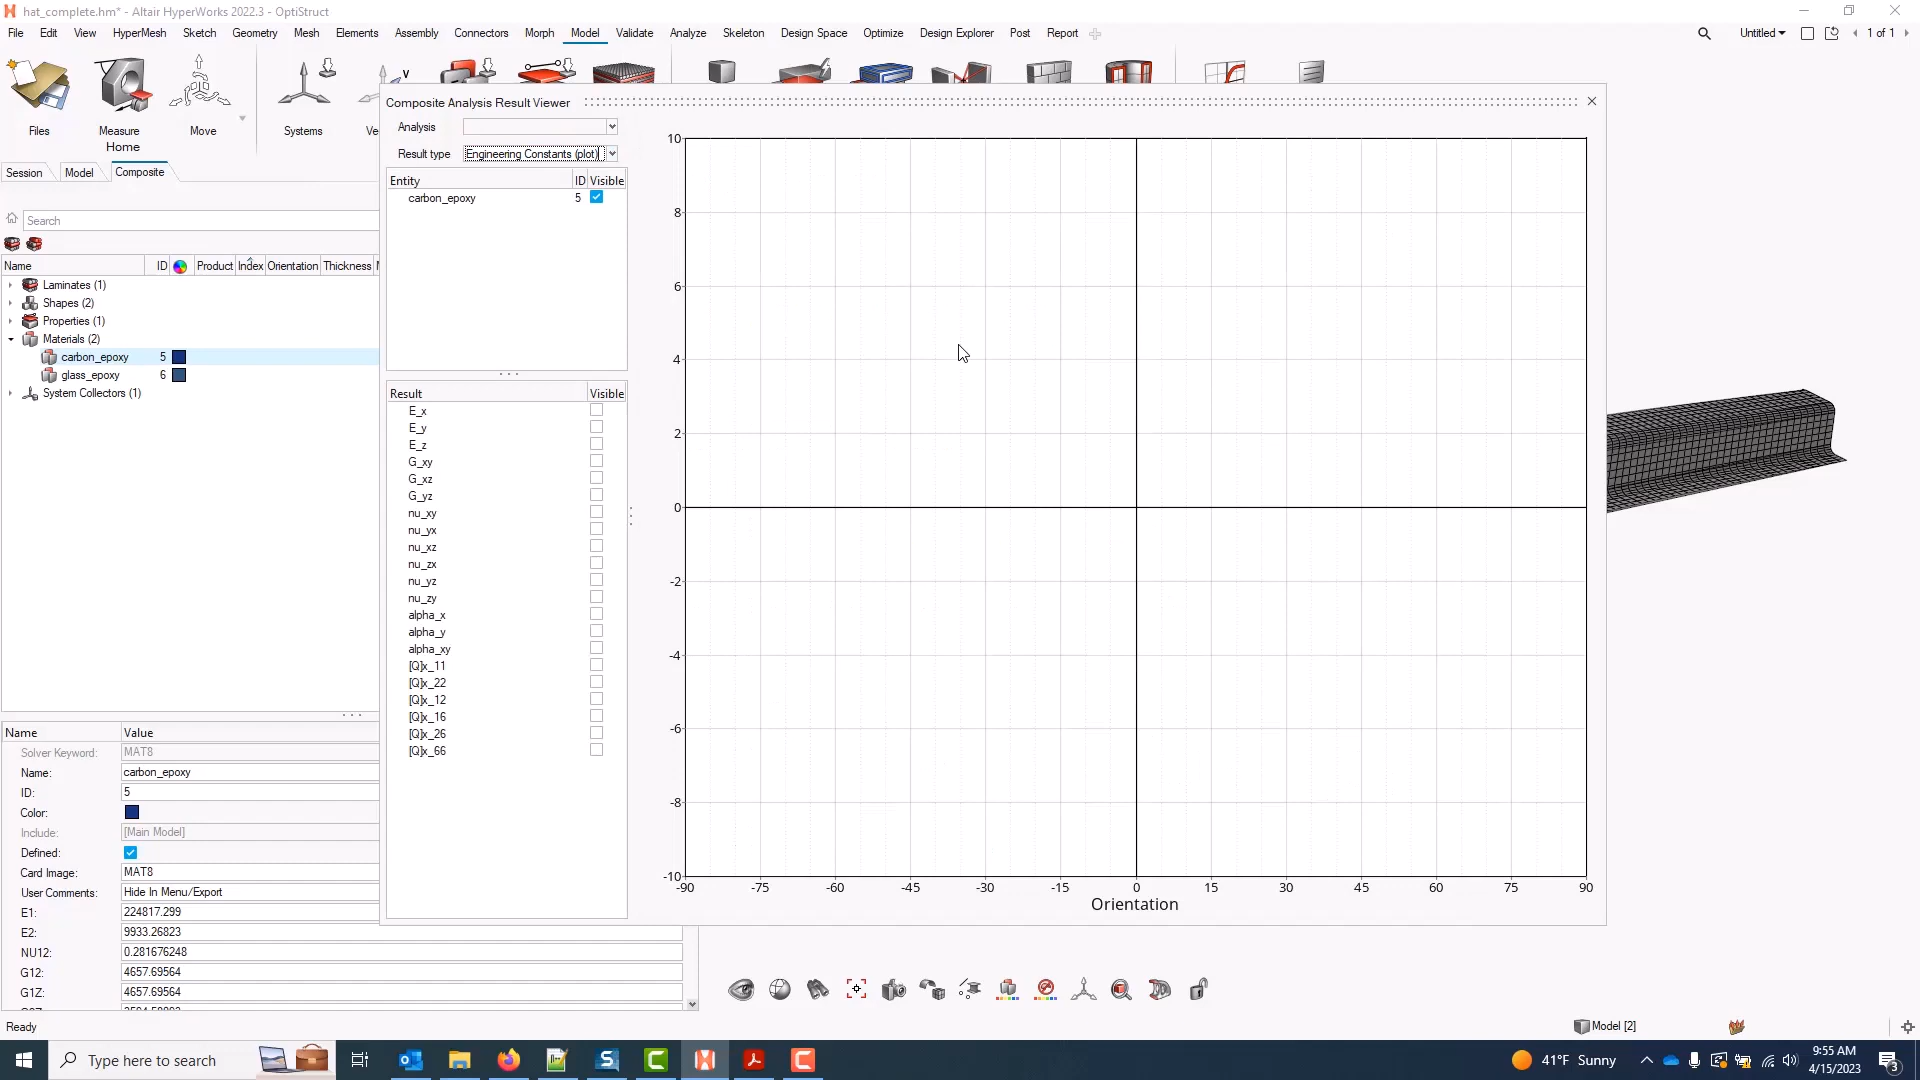 hat_complete.hm* - Altair HyperWorks 2022.3 - OptiStruct
File Edit View HyperMesh Sketch Geometry Mesh Elements Assembly Connectors Morph Model Validate Analyze Skeleton Design Space Optimize Design Explorer Post Report Untitled 1 of 1
Files Measure Move Systems
Home
Session Model Composite
Search
Name ID Product Index Orientation Thickness
Laminates (1)
Shapes (2)
Properties (1)
Materials (2)
carbon_epoxy 5
glass_epoxy 6
System Collectors (1)
Name Value
Solver Keyword: MAT8
Name: carbon_epoxy
ID: 5
Color:
Include: [Main Model]
Defined:
Card Image: MAT8
User Comments: Hide In Menu/Export
E1: 224817.299
E2: 9933.26823
NU12: 0.281676248
G12: 4657.69564
G1Z: 4657.69564
Composite Analysis Result Viewer
Analysis
Result type Engineering Constants (plot)
Entity ID Visible
carbon_epoxy 5
Result Visible
E_x
E_y
E_z
G_xy
G_xz
G_yz
nu_xy
nu_yx
nu_xz
nu_zx
nu_yz
nu_zy
alpha_x
alpha_y
alpha_xy
[Q]x_11
[Q]x_22
[Q]x_12
[Q]x_16
[Q]x_26
[Q]x_66
10
8
6
4
2
0
-2
-4
-6
-8
-10
-90 -75 -60 -45 -30 -15 0 15 30 45 60 75 90
Orientation
Ready
Model [2]
Type here to search
41°F Sunny
9:55 AM
4/15/2023
3